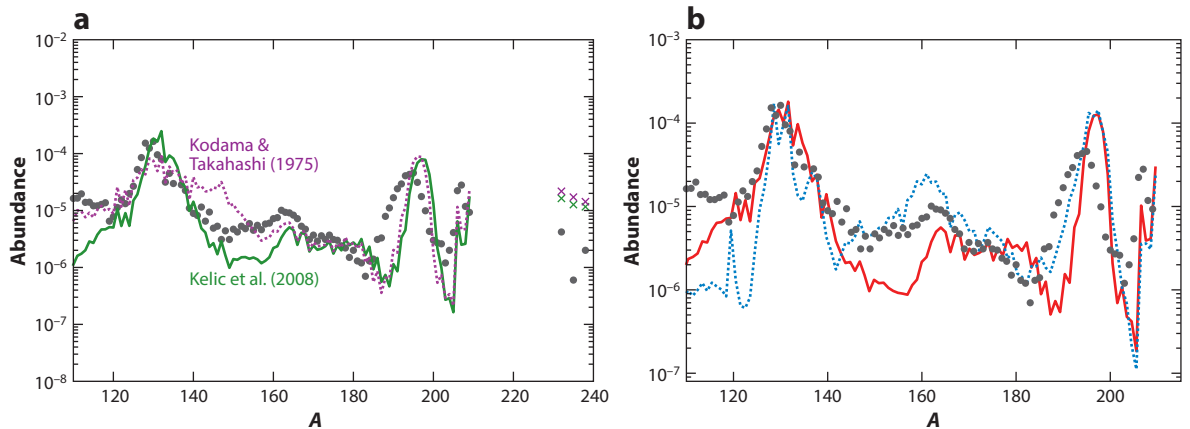 a
10⁻²
10⁻³
10⁻⁴
10⁻⁵
10⁻⁶
10⁻⁷
10⁻⁸
Abundance
Kodama &
Takahashi (1975)
Kelic et al. (2008)
120 140 160 180 200 220 240
A
b
10⁻³
10⁻⁴
10⁻⁵
10⁻⁶
10⁻⁷
Abundance
120 140 160 180 200
A